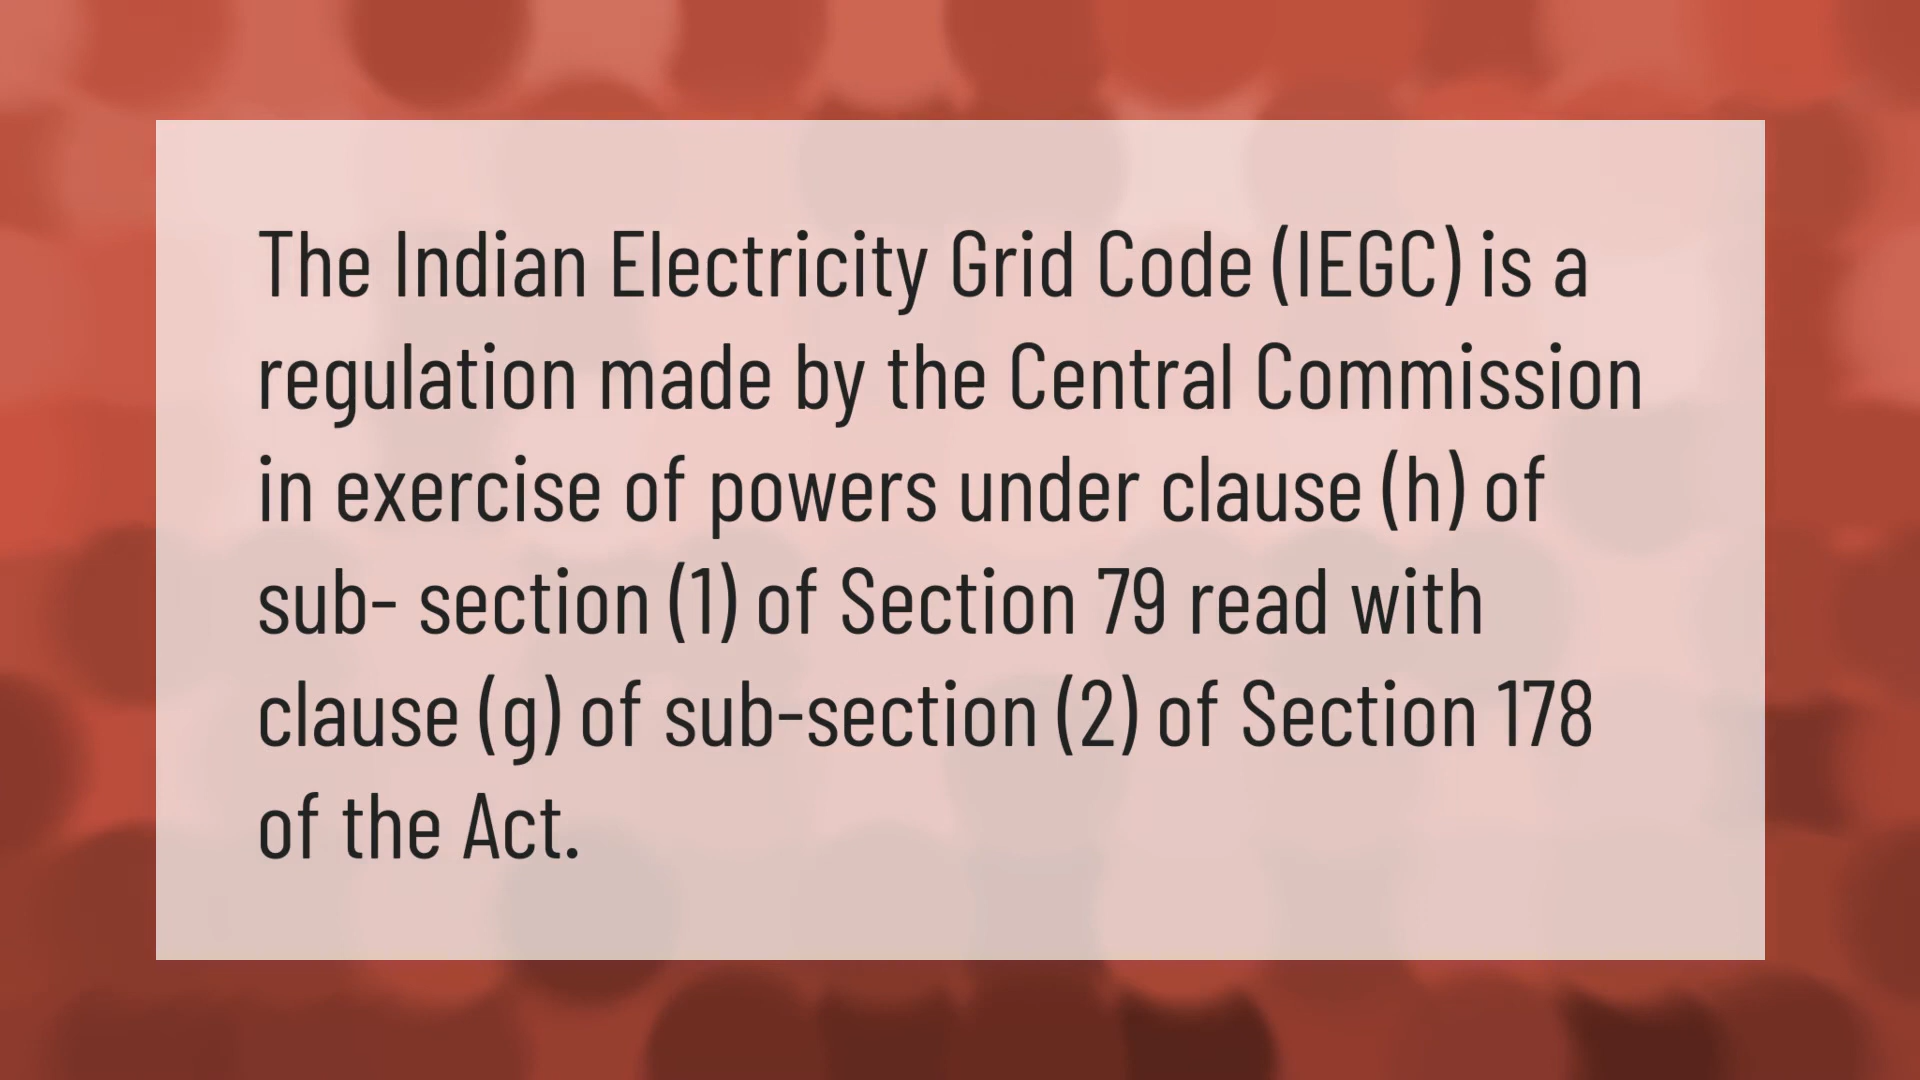 The Indian Electricity Grid Code (IEGC) is a
regulation made by the Central Commission
in exercise of powers under clause (h) of
sub- section (1) of Section 79 read with
clause (g) of sub-section (2) of Section 178
of the Act.